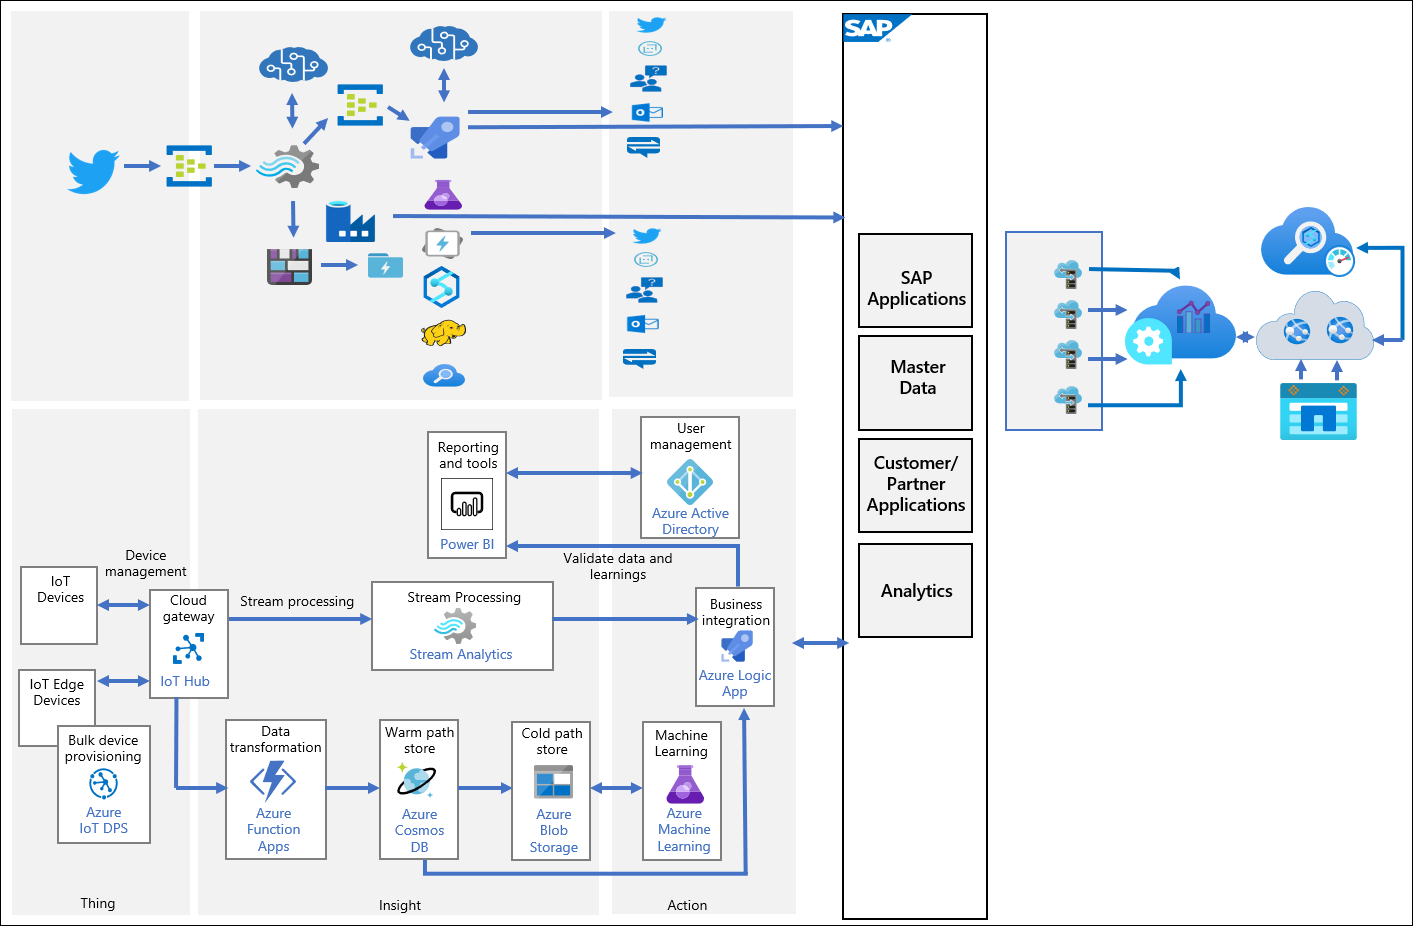 SAP
SAP
Applications
Master
Data
Customer/
Partner
Applications
Analytics
Reporting
and tools
Power BI
User
management
Azure Active
Directory
Validate data and
learnings
Device
management
IoT
Devices
Cloud
gateway
IoT Hub
Stream processing
Stream Processing
Stream Analytics
Business
integration
Azure Logic
App
IoT Edge
Devices
Bulk device
provisioning
Azure
IoT DPS
Data
transformation
Azure
Function
Apps
Warm path
store
Azure
Cosmos
DB
Cold path
store
Azure
Blob
Storage
Machine
Learning
Azure
Machine
Learning
Thing
Insight
Action